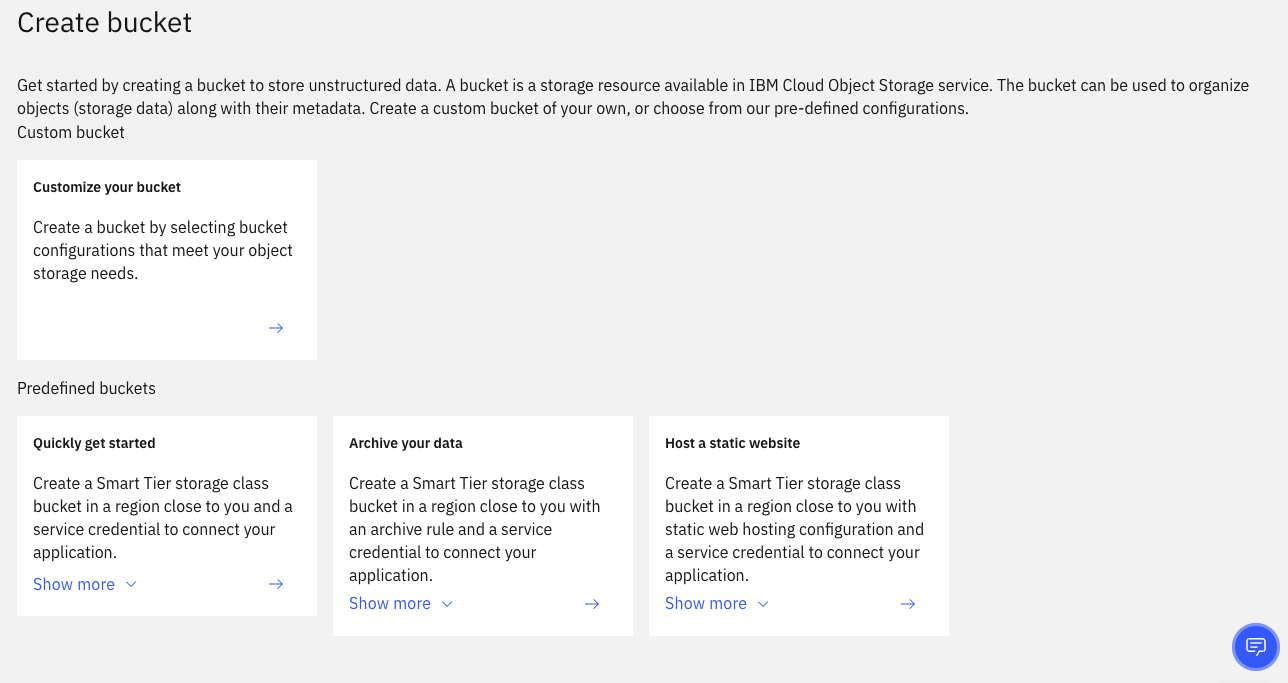 Create bucket
Get started by creating a bucket to store unstructured data. A bucket is a storage resource available in IBM Cloud Object Storage service. The bucket can be used to organize
objects (storage data) along with their metadata. Create a custom bucket of your own, or choose from our pre-defined configurations.
Custom bucket
Customize your bucket
Create a bucket by selecting bucket
configurations that meet your object
storage needs.
Predefined buckets
Quickly get started
Create a Smart Tier storage class
bucket in a region close to you and a
service credential to connect your
application.
Show more
Archive your data
Create a Smart Tier storage class
bucket in a region close to you with
an archive rule and a service
credential to connect your
application.
Show more
Host a static website
Create a Smart Tier storage class
bucket in a region close to you with
static web hosting configuration and
a service credential to connect your
application.
Show more